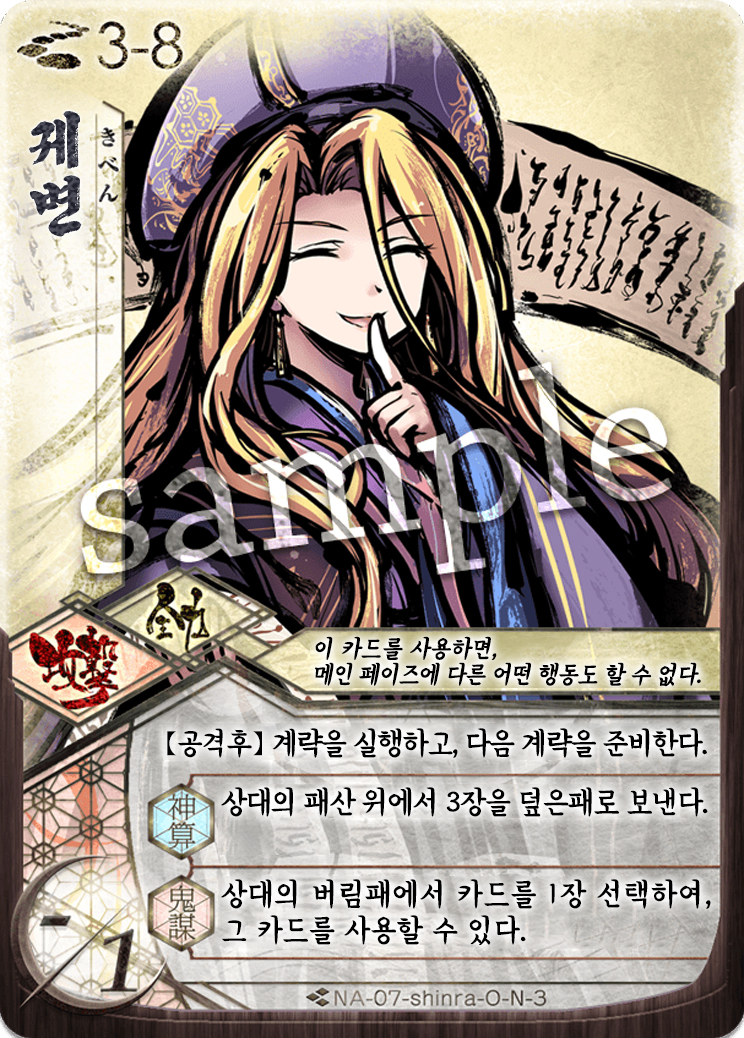 3-8
궤변
きべん
sample
攻撃
全力
이 카드를 사용하면,
메인 페이즈에 다른 어떤 행동도 할 수 없다.
【공격후】 계략을 실행하고, 다음 계략을 준비한다.
神算
상대의 패산 위에서 3장을 덮은패로 보낸다.
鬼謀
상대의 버림패에서 카드를 1장 선택하여,
그 카드를 사용할 수 있다.
-/1
NA-07-shinra-O-N-3